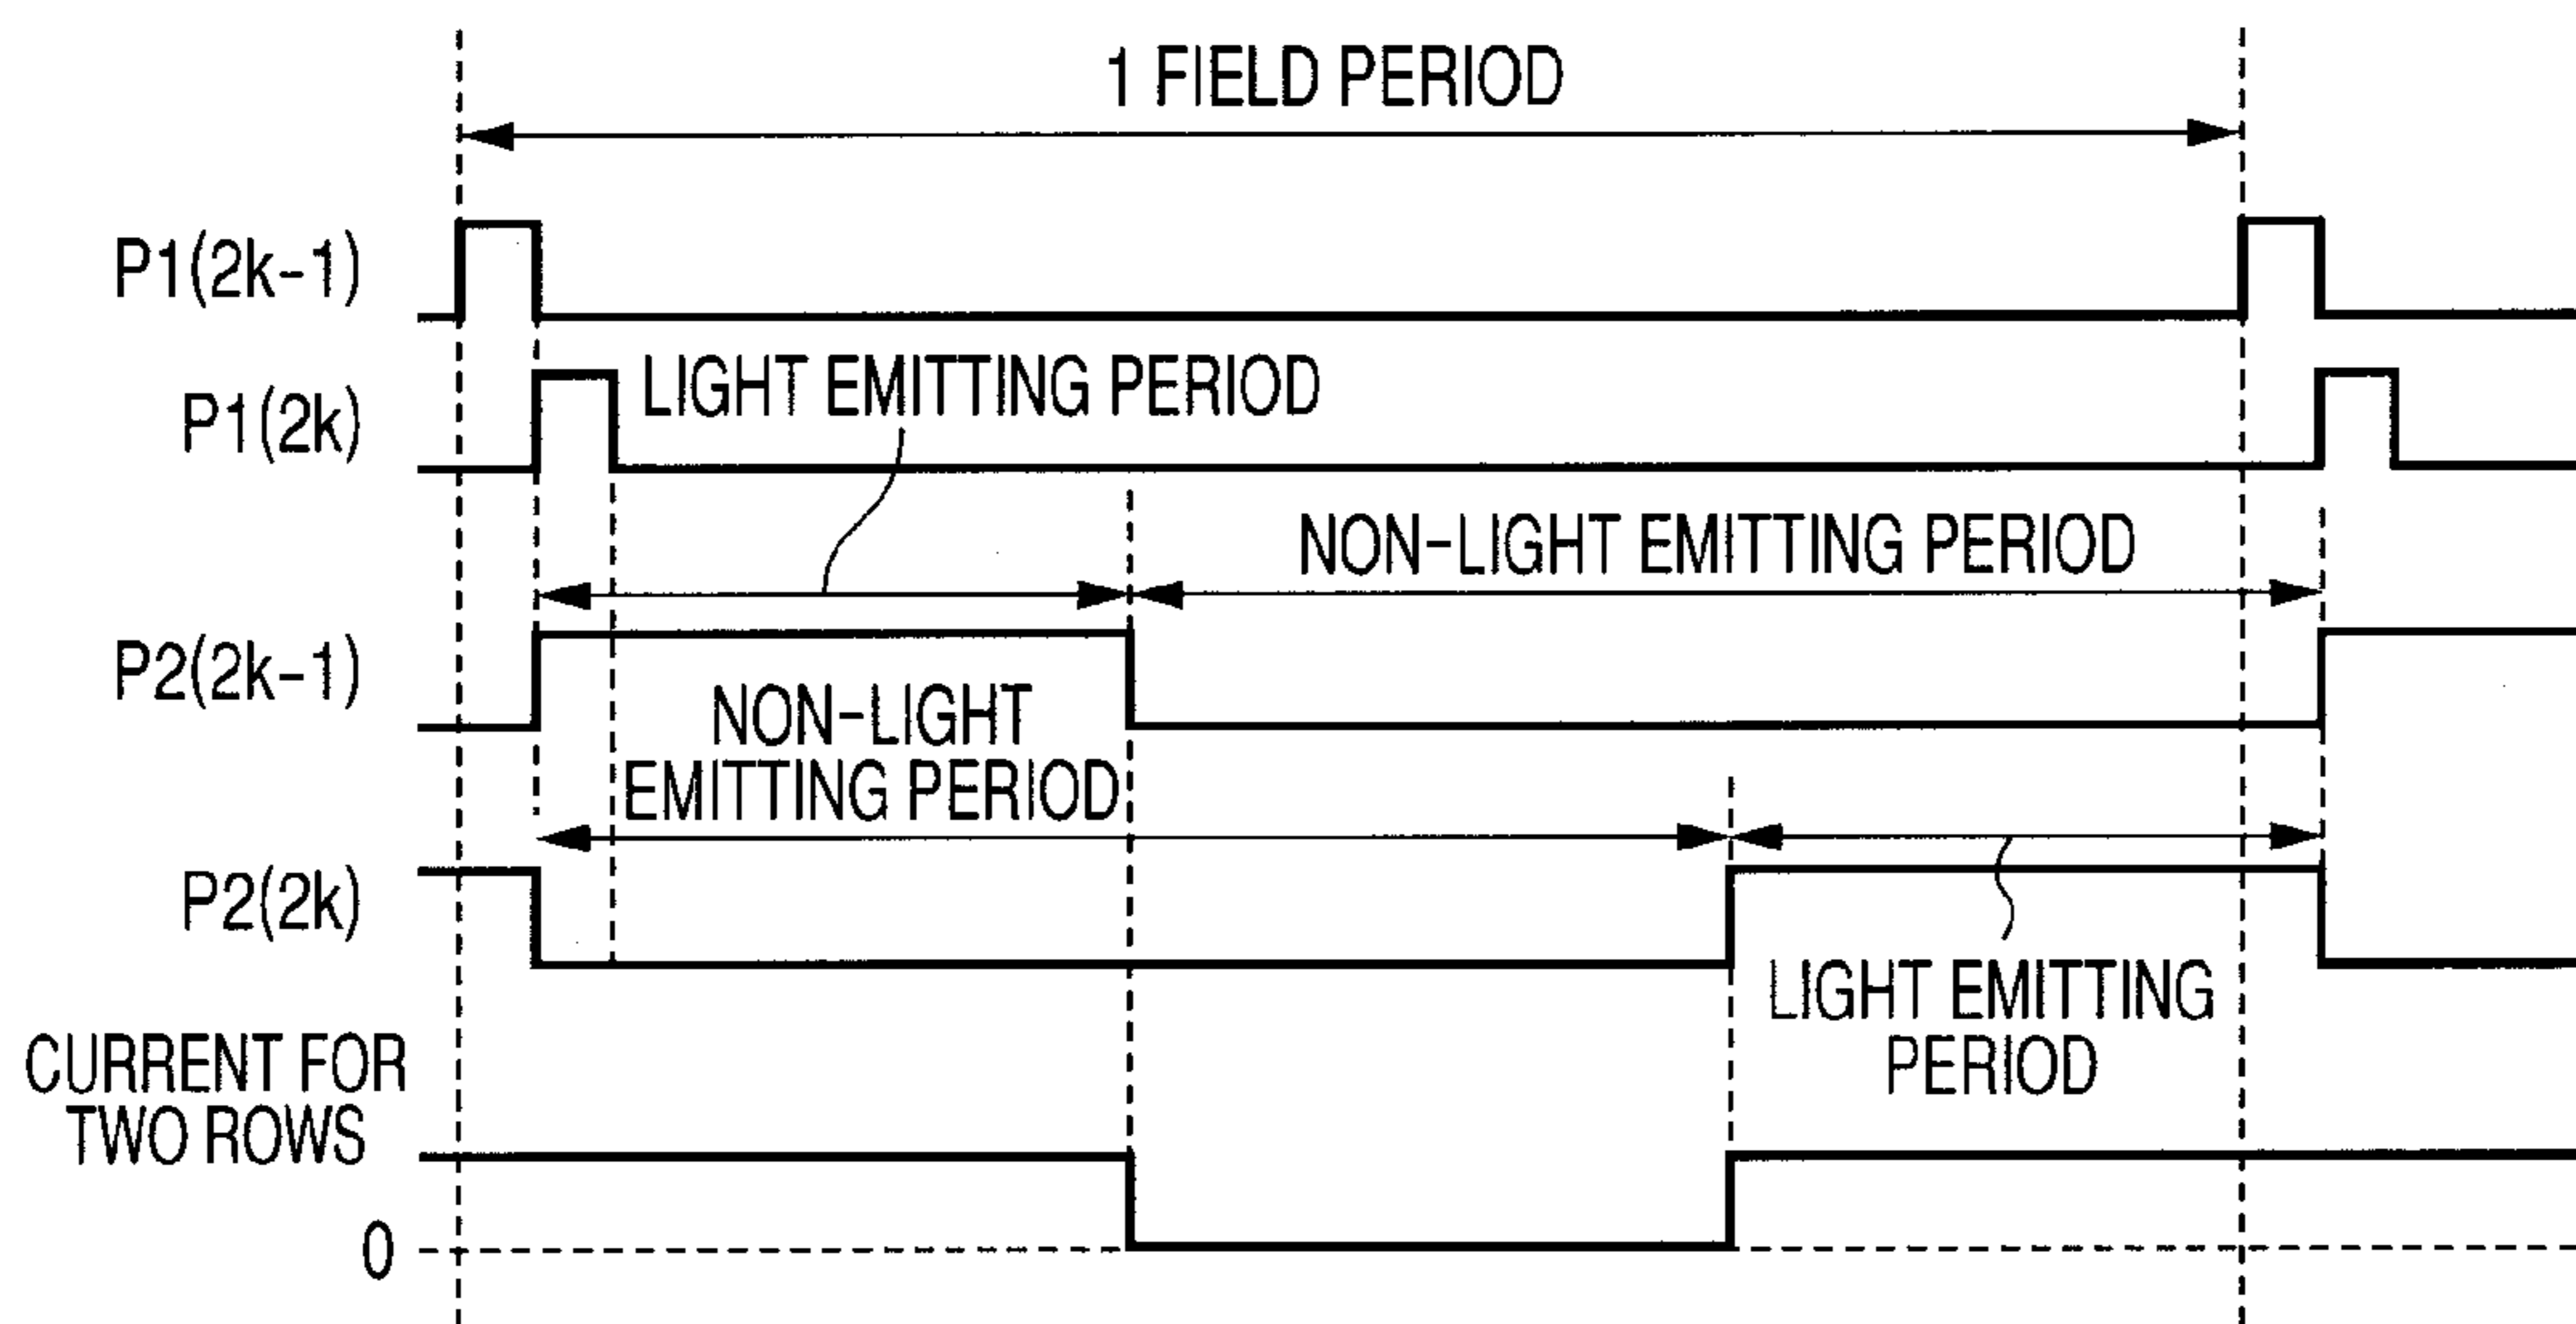 1 FIELD PERIOD
P1(2k-1)
LIGHT EMITTING PERIOD
P1(2k)
NON-LIGHT EMITTING PERIOD
P2(2k-1)
NON-LIGHT
EMITTING PERIOD
P2(2k)
LIGHT EMITTING
PERIOD
CURRENT FOR
TWO ROWS
0